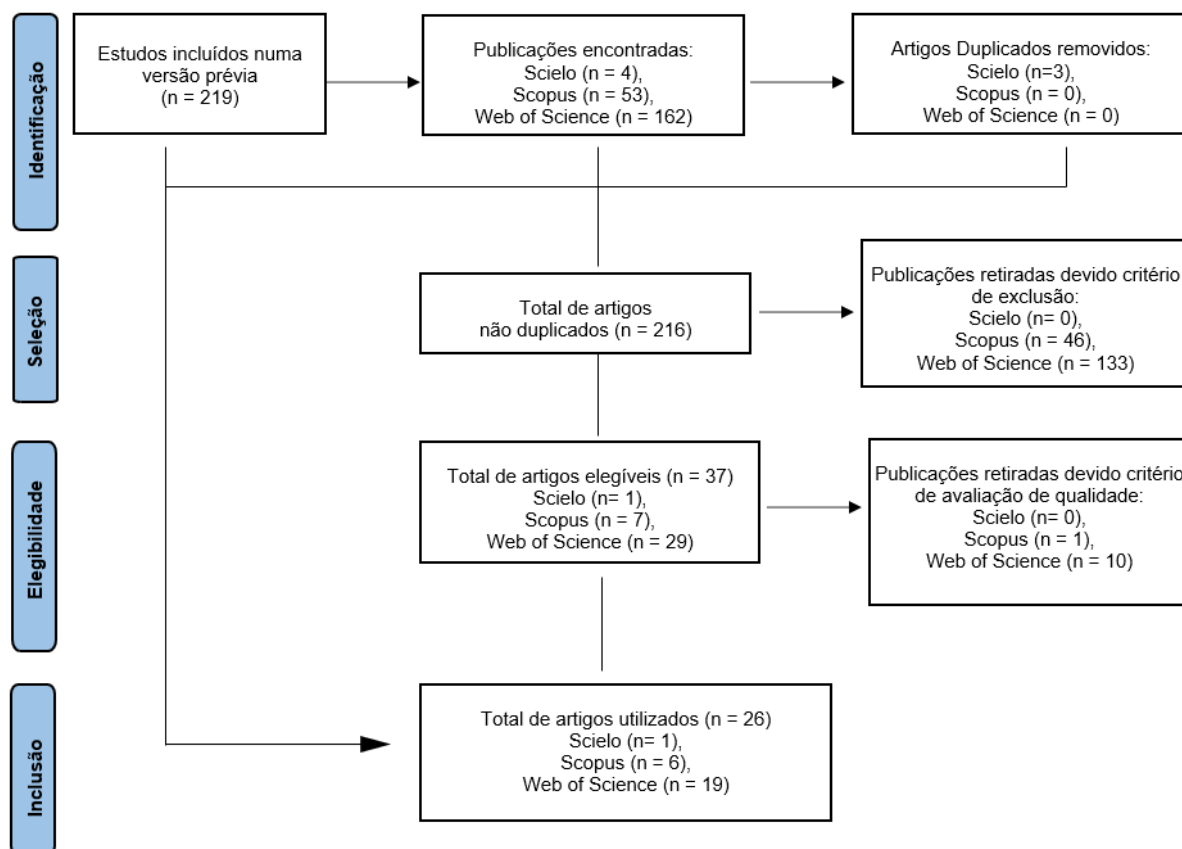 Identificação
Estudos incluídos numa
versão prévia
(n = 219)
Publicações encontradas:
Scielo (n = 4),
Scopus (n = 53),
Web of Science (n = 162)
Artigos Duplicados removidos:
Scielo (n=3),
Scopus (n = 0),
Web of Science (n = 0)
Seleção
Total de artigos
não duplicados (n = 216)
Publicações retiradas devido critério
de exclusão:
Scielo (n= 0),
Scopus (n = 46),
Web of Science (n = 133)
Elegibilidade
Total de artigos elegíveis (n = 37)
Scielo (n= 1),
Scopus (n = 7),
Web of Science (n = 29)
Publicações retiradas devido critério
de avaliação de qualidade:
Scielo (n= 0),
Scopus (n = 1),
Web of Science (n = 10)
Inclusão
Total de artigos utilizados (n = 26)
Scielo (n= 1),
Scopus (n = 6),
Web of Science (n = 19)